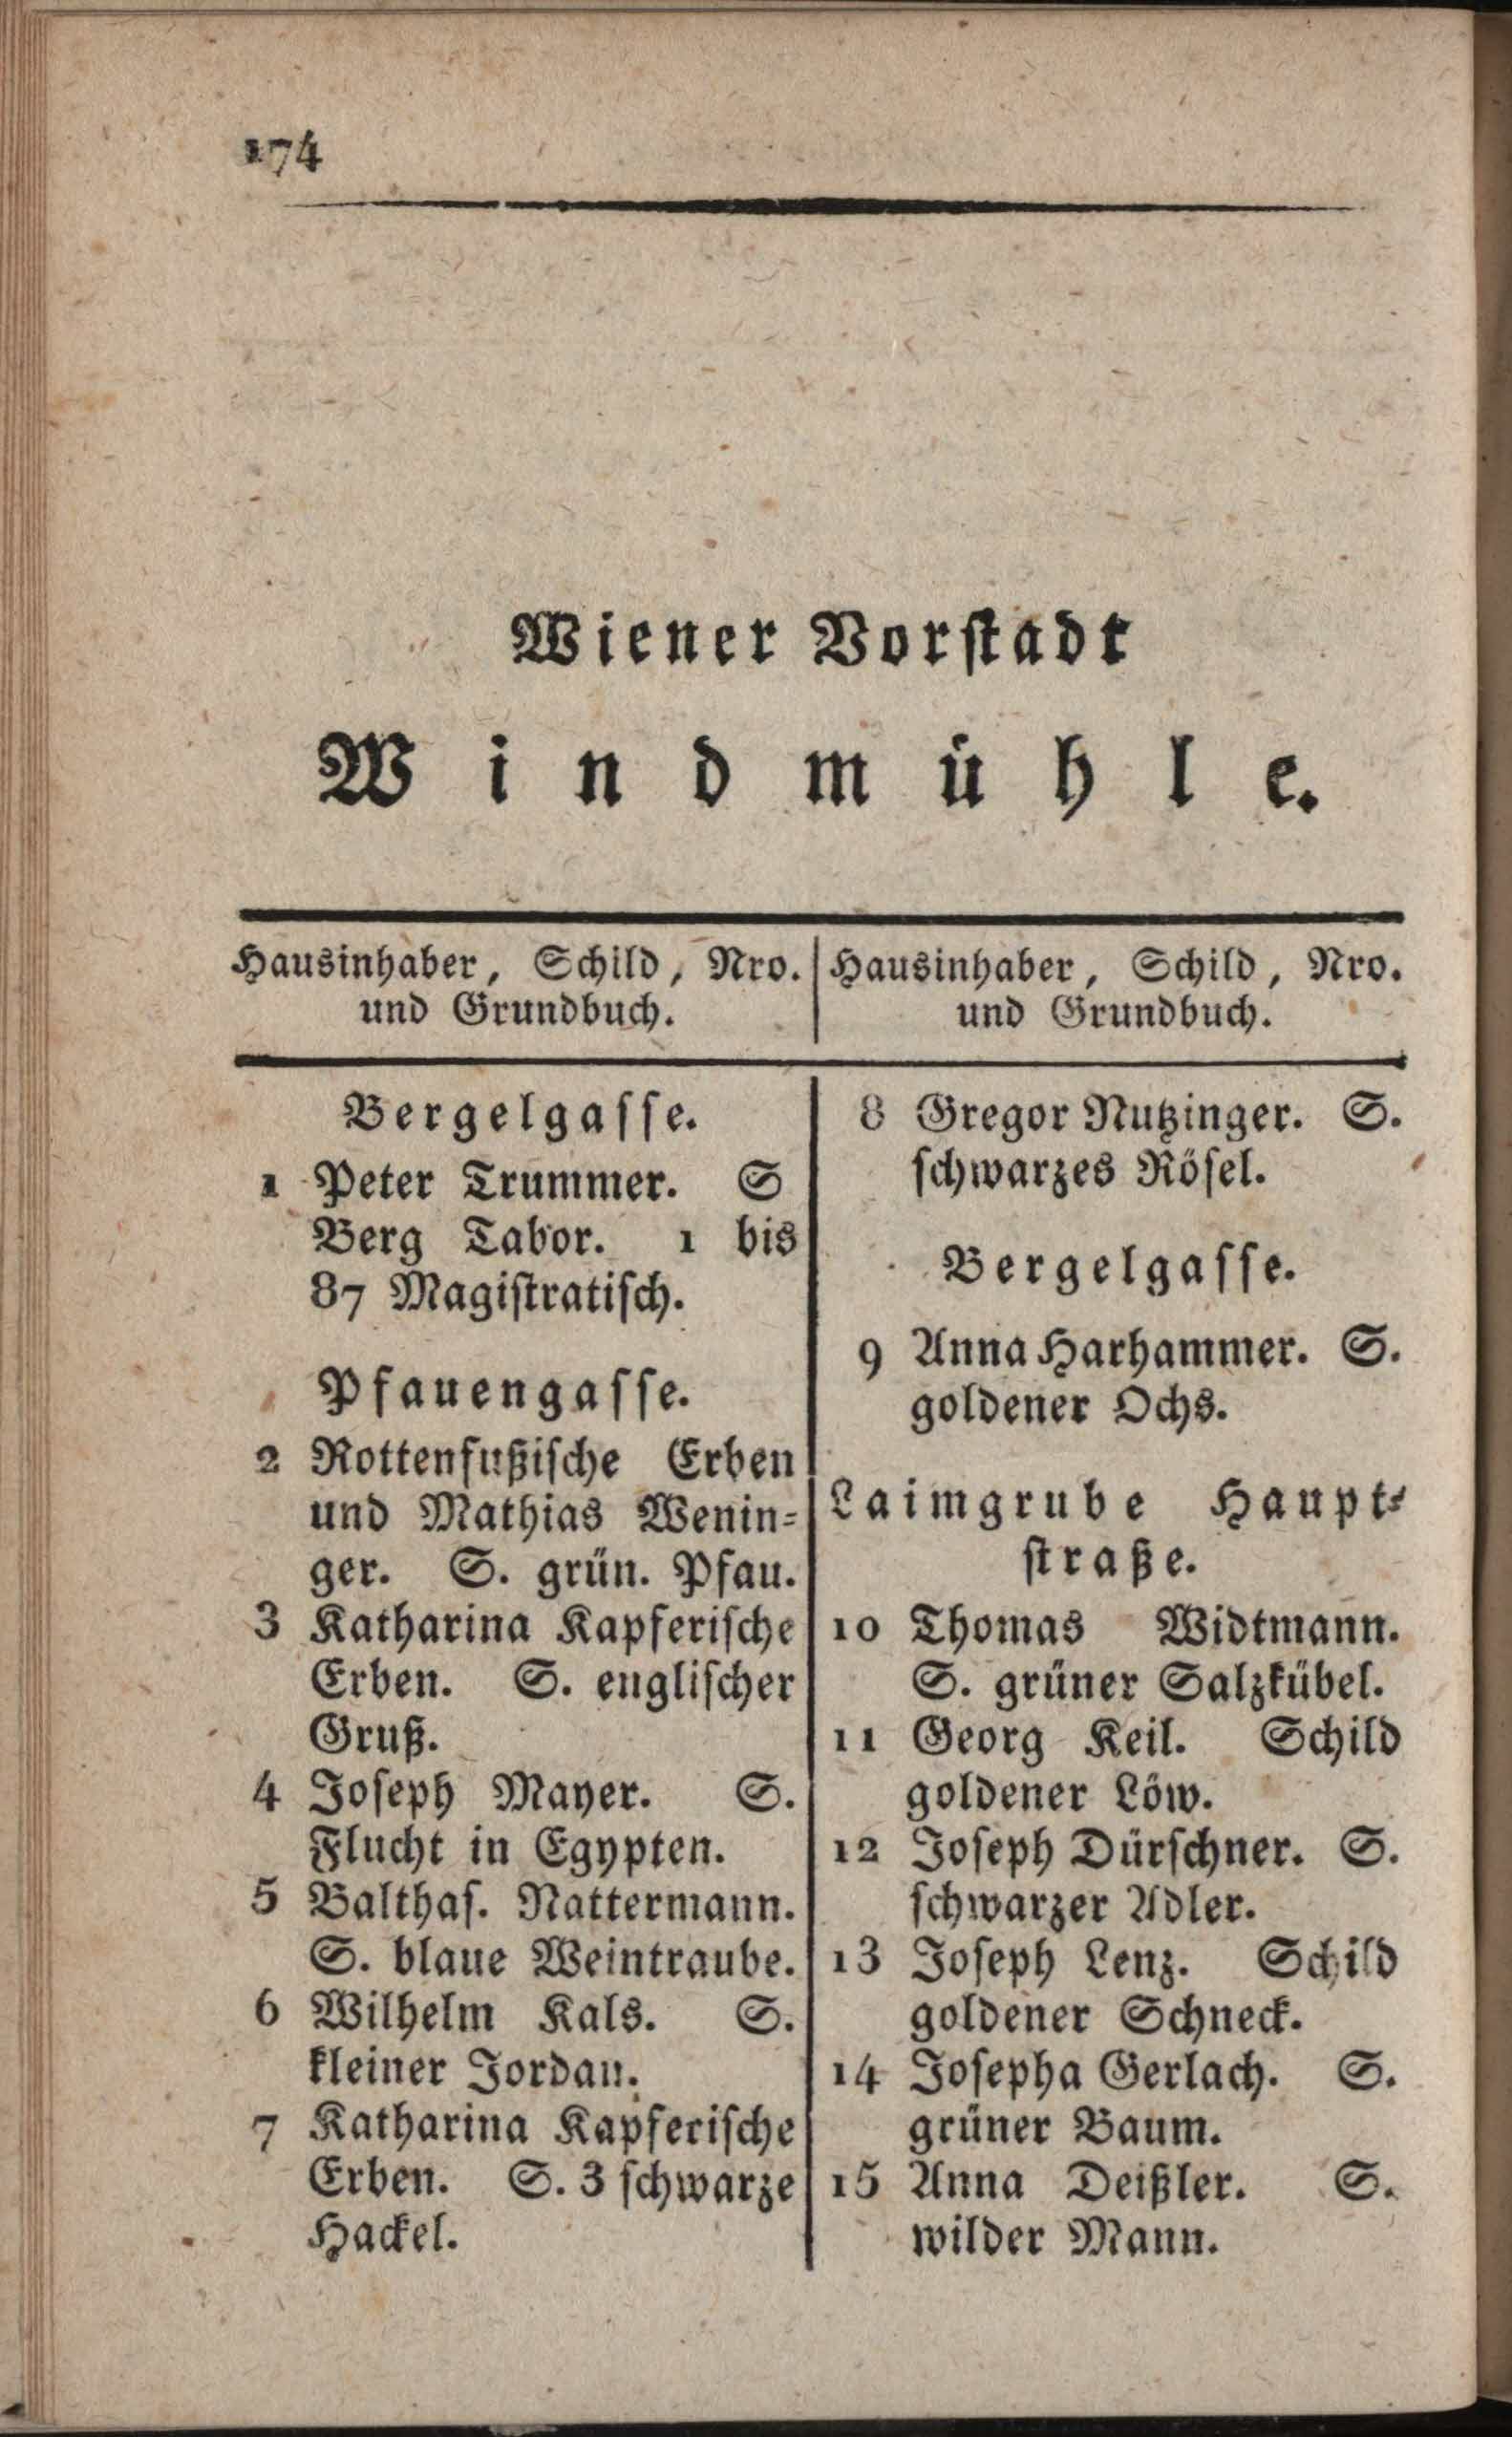 174
Wiener Vorstadt
Windmühle.
Hausinhaber, Schild, Nro.
und Grundbuch.
Bergelgasse.
1 Peter Trummer. S
Berg Tabor. 1 bis
87 Magistratisch.
Pfauengasse.
2 Rottenfußische Erben
und Mathias Wenin-
ger. S. grün. Pfau.
3 Katharina Kapferische
Erben. S. englischer
Gruß.
4 Joseph Mayer. S.
Flucht in Egypten.
5 Balthas. Nattermann.
S. blaue Weintraube.
6 Wilhelm Kals. S.
kleiner Jordan.
7 Katharina Kapferische
Erben. S. 3 schwarze
Hackel.
Hausinhaber, Schild, Nro.
und Grundbuch.
8 Gregor Nutzinger. S.
schwarzes Rösel.
Bergelgasse.
9 Anna Harhammer. S.
goldener Ochs.
Laimgrube Haupt-
straße.
10 Thomas Widtmann.
S. grüner Salzkübel.
11 Georg Keil. Schild
goldener Löw.
12 Joseph Dürschner. S.
schwarzer Adler.
13 Joseph Lenz. Schild
goldener Schneck.
14 Josepha Gerlach. S.
grüner Baum.
15 Anna Deißler. S.
wilder Mann.